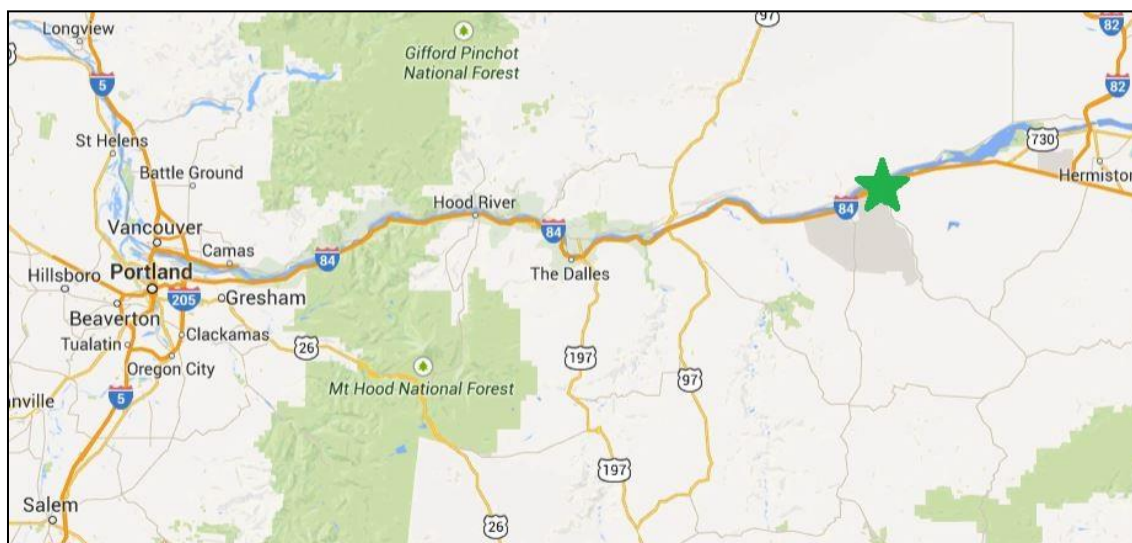 Longview
97
82
Gifford Pinchot
National Forest
5
82
St Helens
730
Battle Ground
Hermiston
Hood River
84
84
Vancouver
Camas
84
The Dalles
Hillsboro
Portland
205
Gresham
Beaverton
Clackamas
Tualatin
26
197
Oregon City
97
Mt Hood National Forest
5
nville
197
Salem
26